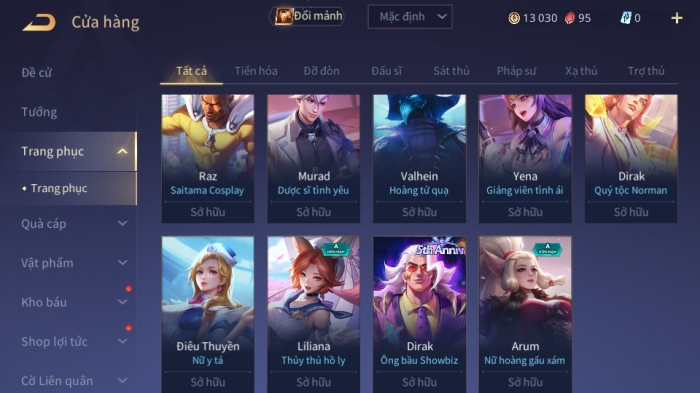 Cửa hàng
Đổi mảnh
Mặc định
13 030
95
0
Đề cử
Tướng
Trang phục
Trang phục
Quà cáp
Vật phẩm
Kho báu
Shop lợi tức
Cờ Liên quân
Tất cả Tiến hóa Đỡ đòn Đấu sĩ Sát thủ Pháp sư Xạ thủ Trợ thủ
Raz
Saitama Cosplay
Sở hữu
Murad
Dược sĩ tình yêu
Sở hữu
Valhein
Hoàng tử quạ
Sở hữu
Yena
Giảng viên tình ái
Sở hữu
Dirak
Quý tộc Norman
Sở hữu
Điêu Thuyền
Nữ y tá
Sở hữu
A
HỮU HẠN
Liliana
Thủy thủ hồ ly
Sở hữu
5th Anniv
Dirak
Ông bầu Showbiz
Sở hữu
A
HỮU HẠN
Arum
Nữ hoàng gấu xám
Sở hữu